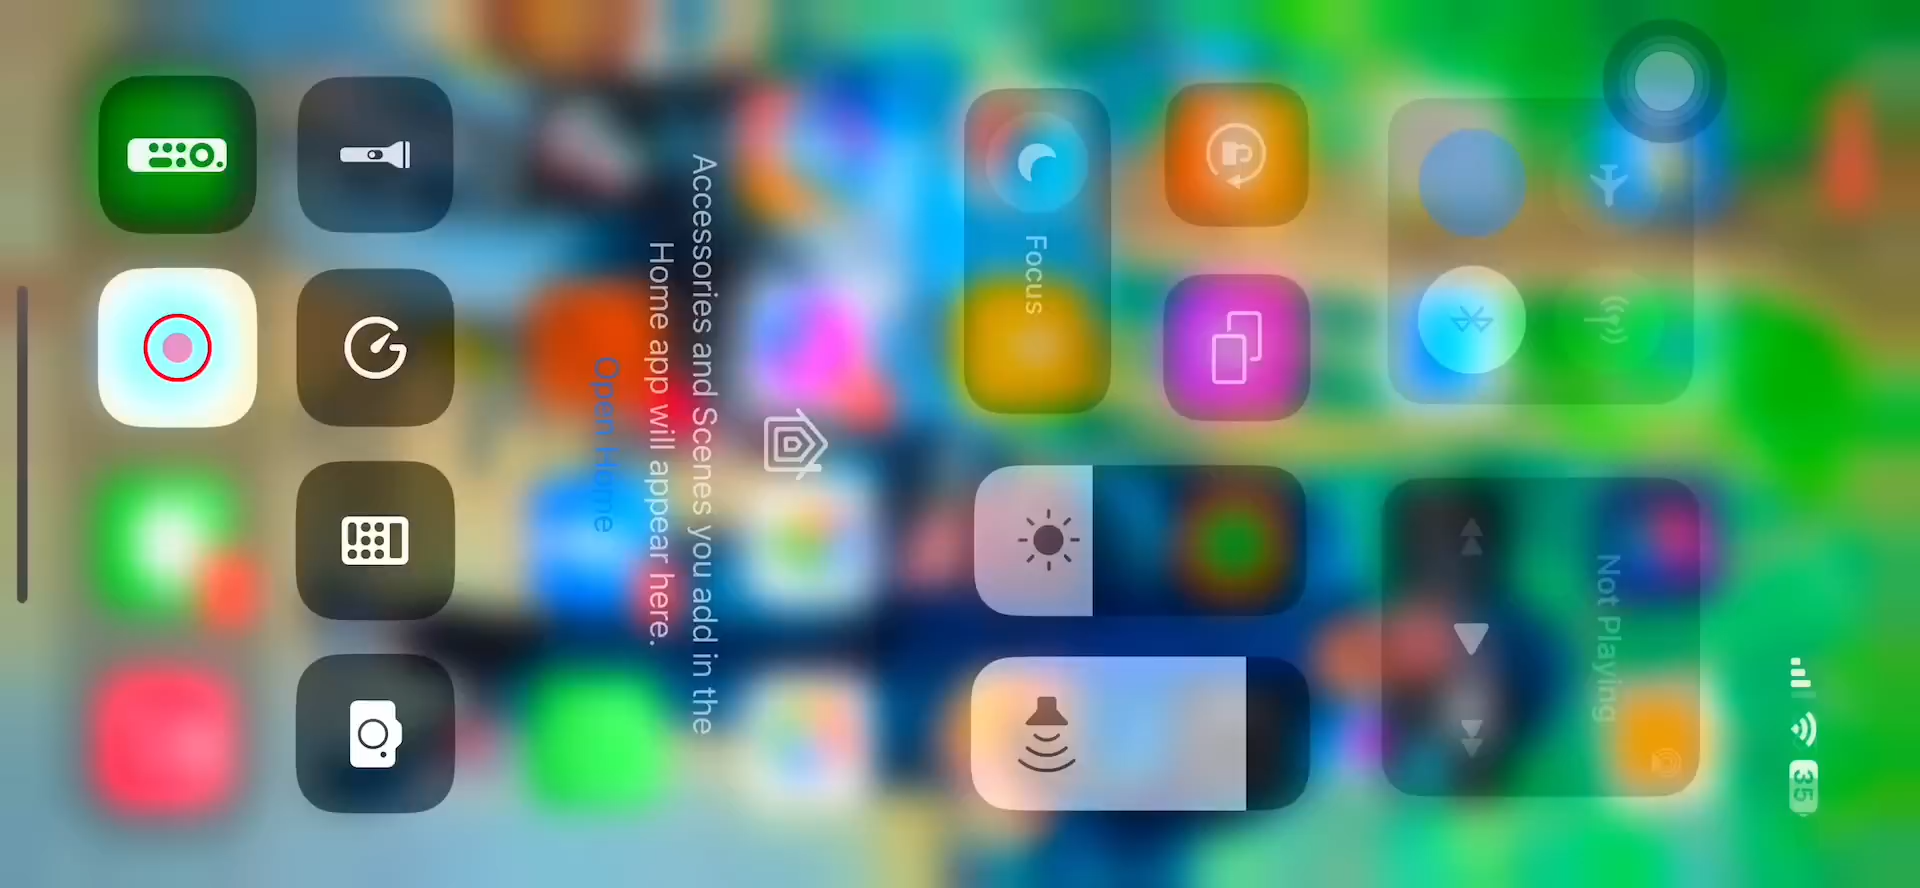 35
Not Playing
Focus
Accessories and Scenes you add in the
Home app will appear here.
Open Home